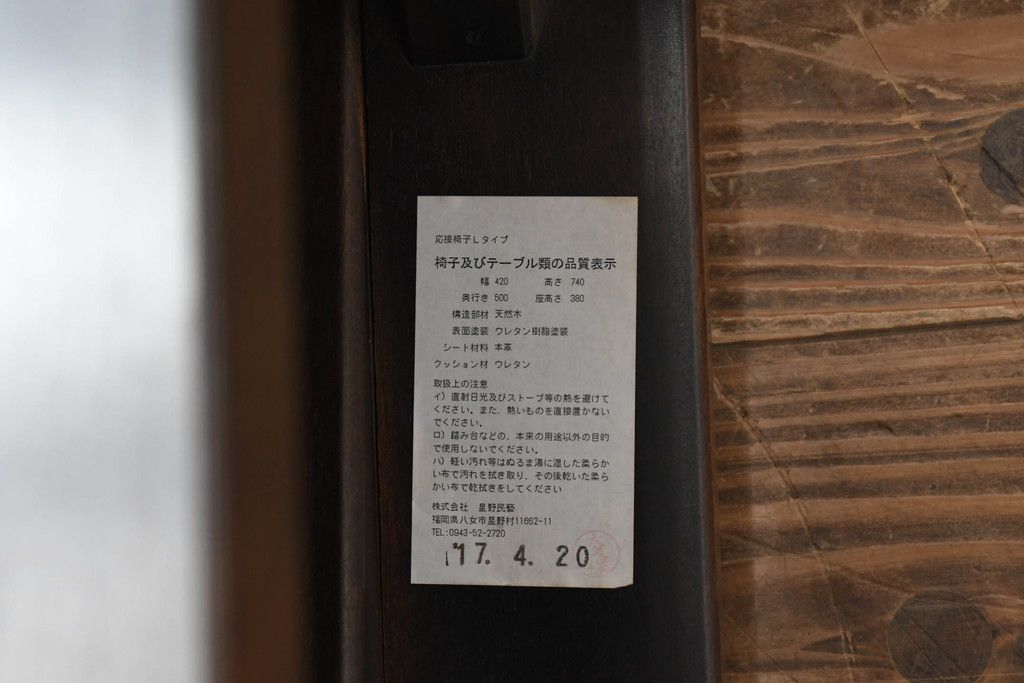 応接椅子Lタイプ
椅子及びテーブル類の品質表示
幅 420 高さ 740
奥行き 500 座高さ 380
構造部材 天然木
表面塗装 ウレタン樹脂塗装
シート材料 本革
クッション材 ウレタン
取扱上の注意
イ）直射日光及びストーブ等の熱を避けて
ください。また、熱いものを直接置かない
でください。
ロ）踏み台などの、本来の用途以外の目的
で使用しないでください。
ハ）軽い汚れ等はぬるま湯に湿した柔らか
い布で汚れを拭き取り、その後乾いた柔ら
かい布で乾拭きをしてください
株式会社 星野民藝
福岡県八女市星野村11662-11
TEL:0943-52-2720
'17. 4. 20